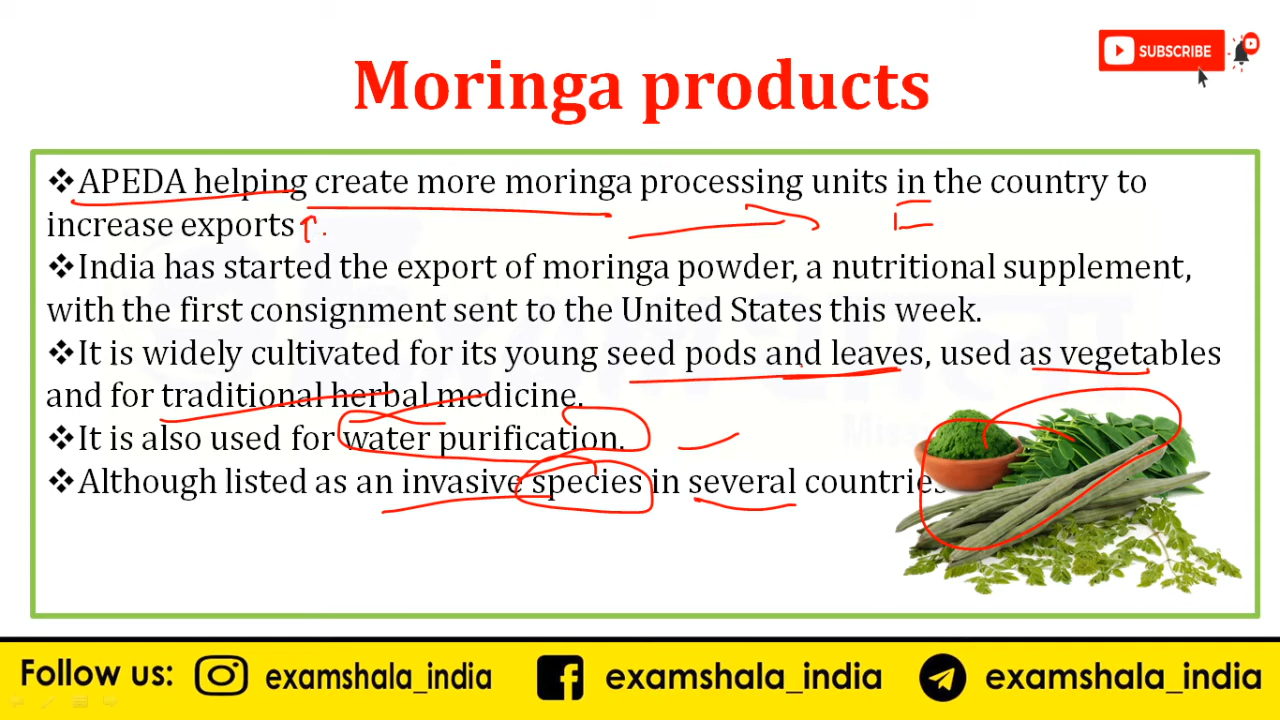 SUBSCRIBE
Moringa products
❖APEDA helping create more moringa processing units in the country to
increase exports
❖India has started the export of moringa powder, a nutritional supplement,
with the first consignment sent to the United States this week.
❖It is widely cultivated for its young seed pods and leaves, used as vegetables
and for traditional herbal medicine.
❖It is also used for water purification.
❖Although listed as an invasive species in several countries
Follow us: examshala_india examshala_india examshala_india